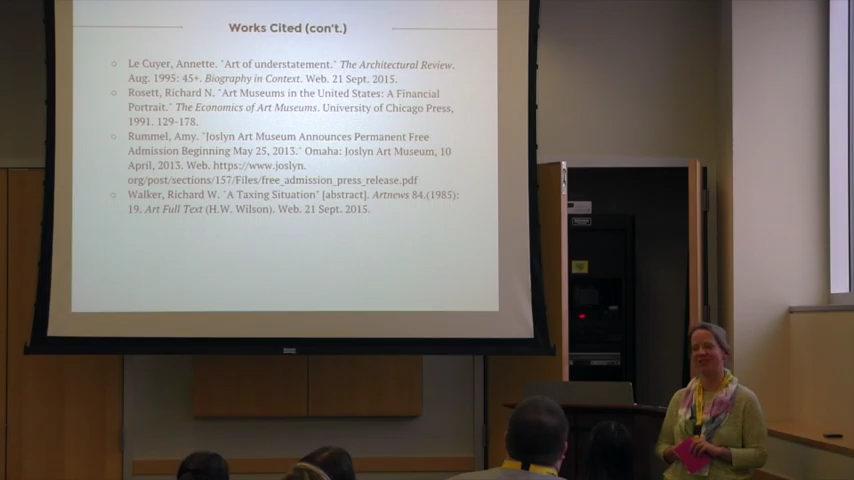 Works Cited (con't.)
Le Cuyer, Annette. "Art of understatement." The Architectural Review.
Aug. 1995: 45+. Biography in Context. Web. 21 Sept. 2015.
Rosett, Richard N. "Art Museums in the United States: A Financial
Portrait." The Economics of Art Museums. University of Chicago Press,
1991. 129-178.
Rummel, Amy. "Joslyn Art Museum Announces Permanent Free
Admission Beginning May 25, 2013." Omaha: Joslyn Art Museum, 10
April, 2013. Web. https://www.joslyn.
org/post/sections/157/Files/free_admission_press_release.pdf
Walker, Richard W. "A Taxing Situation" [abstract]. Artnews 84.(1985):
19. Art Full Text (H.W. Wilson). Web. 21 Sept. 2015.